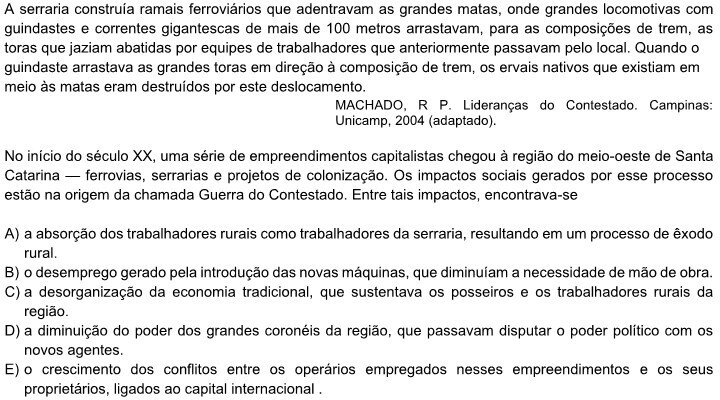 A serraria construía ramais ferroviários que adentravam as grandes matas, onde grandes locomotivas com
guindastes e correntes gigantescas de mais de 100 metros arrastavam, para as composições de trem, as
toras que jaziam abatidas por equipes de trabalhadores que anteriormente passavam pelo local. Quando o
guindaste arrastava as grandes toras em direção à composição de trem, os ervais nativos que existiam em
meio às matas eram destruídos por este deslocamento.
MACHADO, R P. Lideranças do Contestado. Campinas:
Unicamp, 2004 (adaptado).
No início do século XX, uma série de empreendimentos capitalistas chegou à região do meio-oeste de Santa
Catarina — ferrovias, serrarias e projetos de colonização. Os impactos sociais gerados por esse processo
estão na origem da chamada Guerra do Contestado. Entre tais impactos, encontrava-se
A) a absorção dos trabalhadores rurais como trabalhadores da serraria, resultando em um processo de êxodo
rural.
B) o desemprego gerado pela introdução das novas máquinas, que diminuíam a necessidade de mão de obra.
C) a desorganização da economia tradicional, que sustentava os posseiros e os trabalhadores rurais da
região.
D) a diminuição do poder dos grandes coronéis da região, que passavam disputar o poder político com os
novos agentes.
E) o crescimento dos conflitos entre os operários empregados nesses empreendimentos e os seus
proprietários, ligados ao capital internacional .